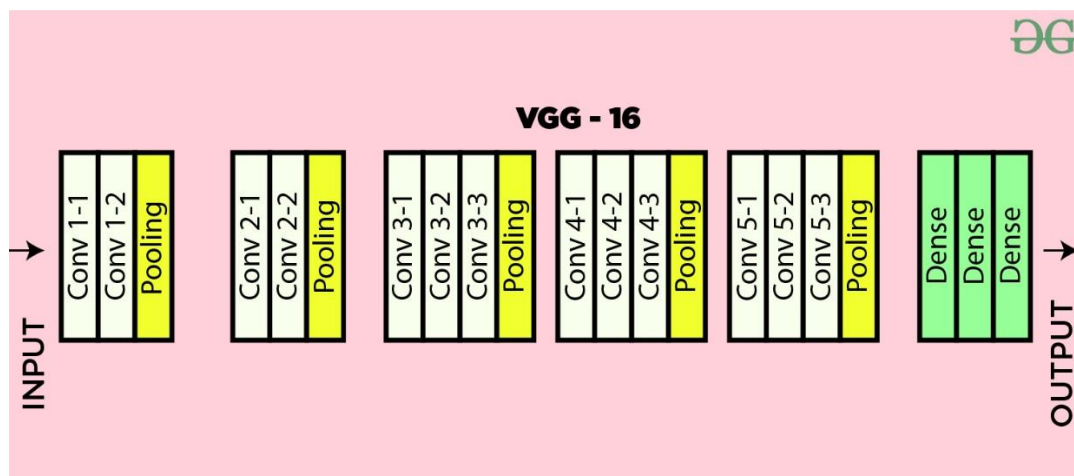 GG
VGG - 16
INPUT
Conv 1-1
Conv 1-2
Pooling
Conv 2-1
Conv 2-2
Pooling
Conv 3-1
Conv 3-2
Conv 3-3
Pooling
Conv 4-1
Conv 4-2
Conv 4-3
Pooling
Conv 5-1
Conv 5-2
Conv 5-3
Pooling
Dense
Dense
Dense
OUTPUT